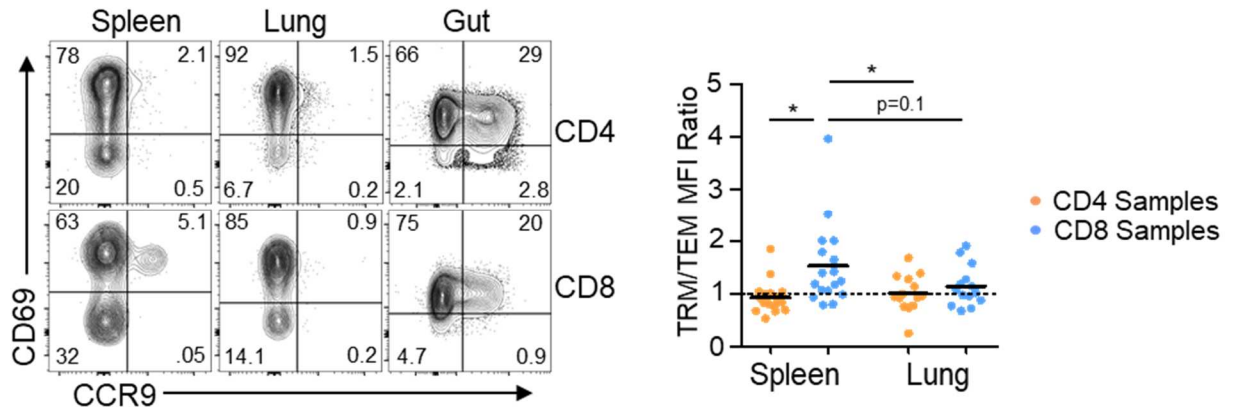 Spleen Lung Gut
78 2.1 92 1.5 66 29
CD4
20 0.5 6.7 0.2 2.1 2.8
63 5.1 85 0.9 75 20
CD8
32 .05 14.1 0.2 4.7 0.9
CD69
CCR9
TRM/TEM MFI Ratio
5
4
3
2
1
0
*
* p=0.1
Spleen Lung
CD4 Samples
CD8 Samples